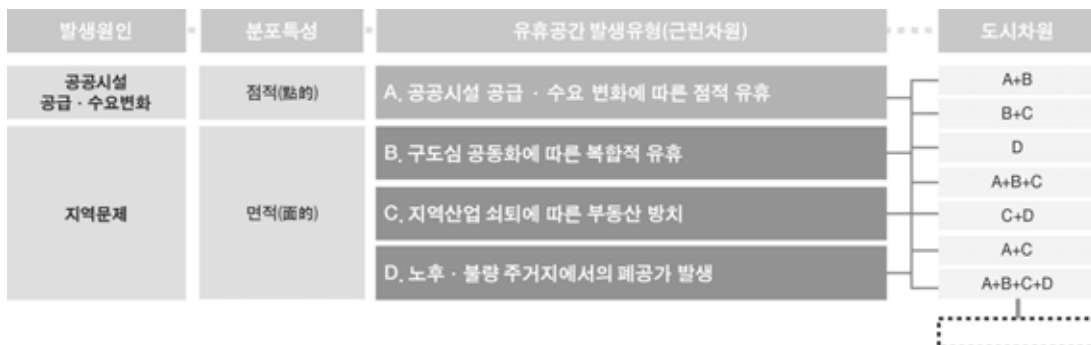 발생원인
분포특성
유휴공간 발생유형(근린차원)
도시차원
공공시설
공급 · 수요변화
점적(點的)
A. 공공시설 공급 · 수요 변화에 따른 점적 유휴
지역문제
면적(面的)
B. 구도심 공동화에 따른 복합적 유휴
C. 지역산업 쇠퇴에 따른 부동산 방치
D. 노후 · 불량 주거지에서의 폐공가 발생
A+B
B+C
D
A+B+C
C+D
A+C
A+B+C+D